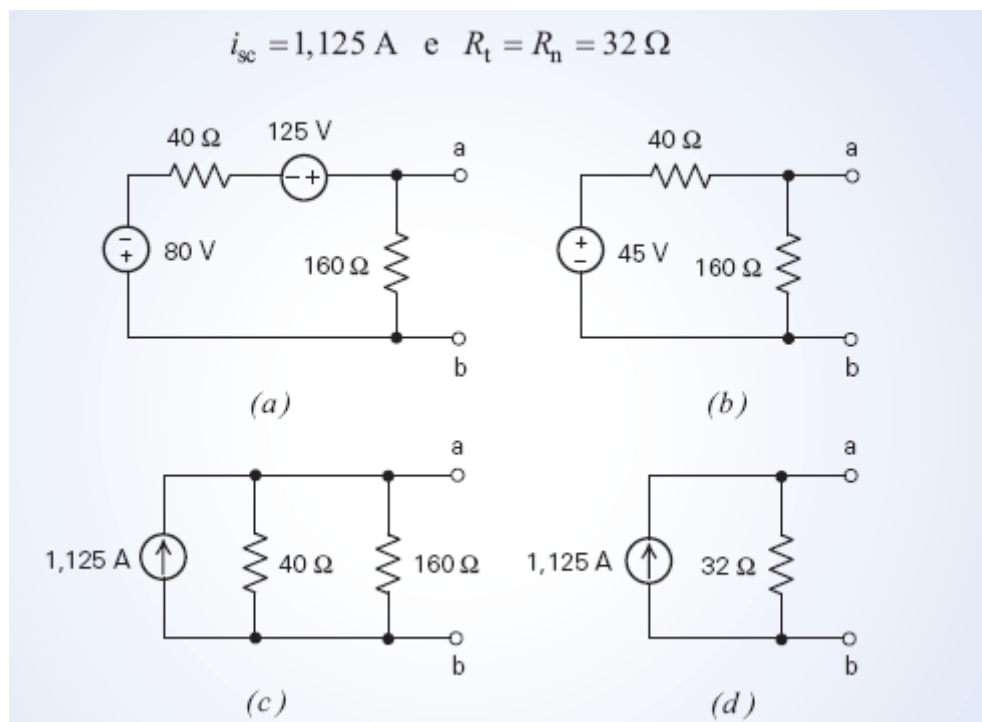 i_sc = 1,125 A e R_t = R_n = 32 Ω
40 Ω
125 V
a
- +
- +
80 V
160 Ω
b
(a)
40 Ω
a
+ -
45 V
160 Ω
b
(b)
a
1,125 A
40 Ω
160 Ω
b
(c)
a
1,125 A
32 Ω
b
(d)